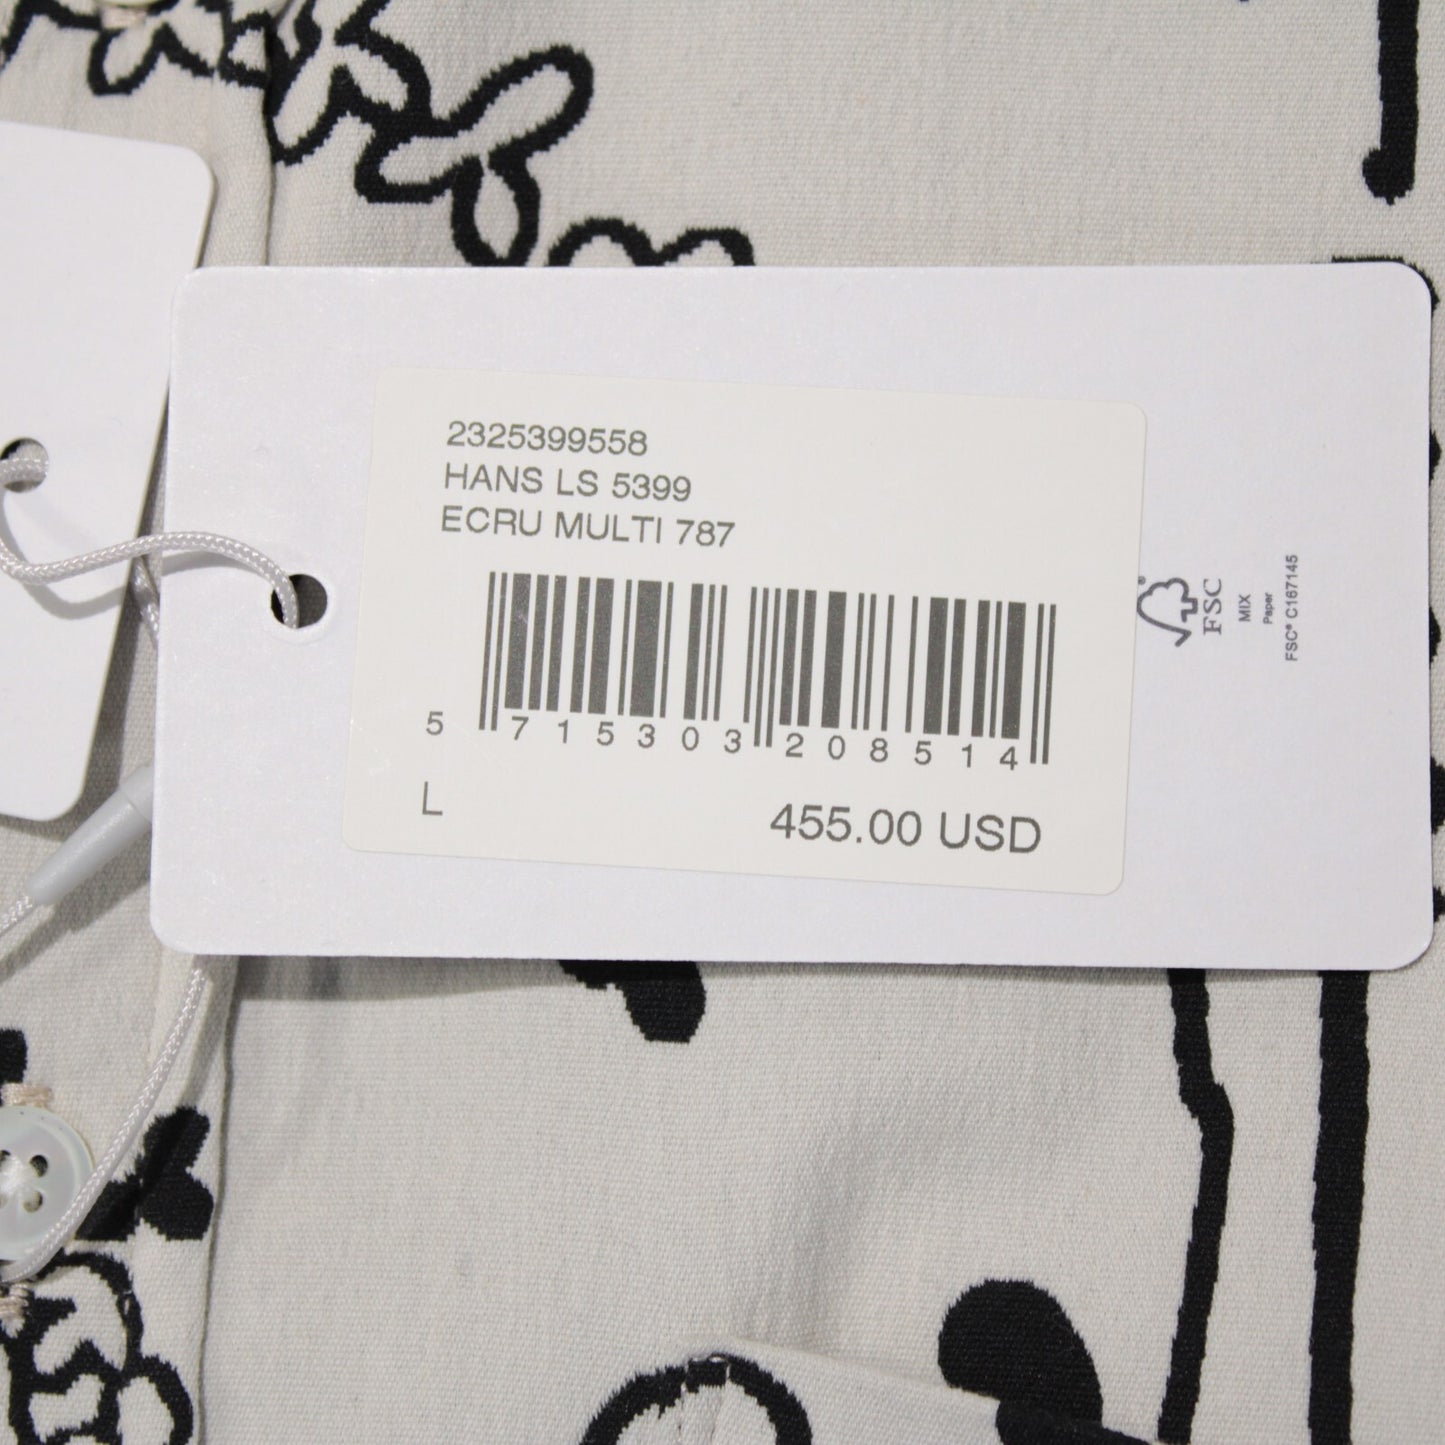 2325399558
HANS LS 5399
ECRU MULTI 787
5 715303 208514
L
455.00 USD
FSC®
MIX
Paper
FSC® C167145